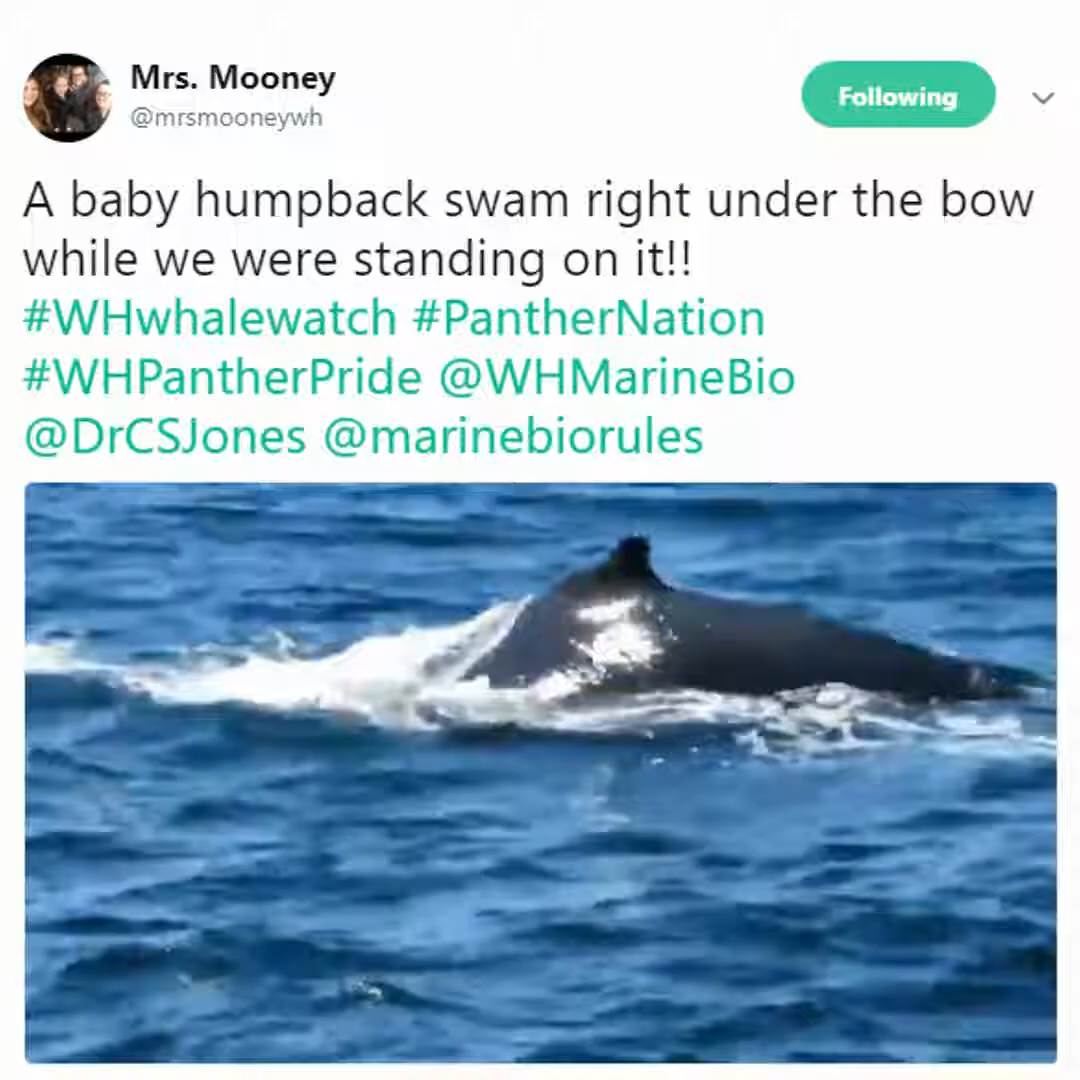 Mrs. Mooney
@mrsmooneywh
Following
A baby humpback swam right under the bow
while we were standing on it!!
#WHwhalewatch #PantherNation
#WHPantherPride @WHMarineBio
@DrCSJones @marinebiorules